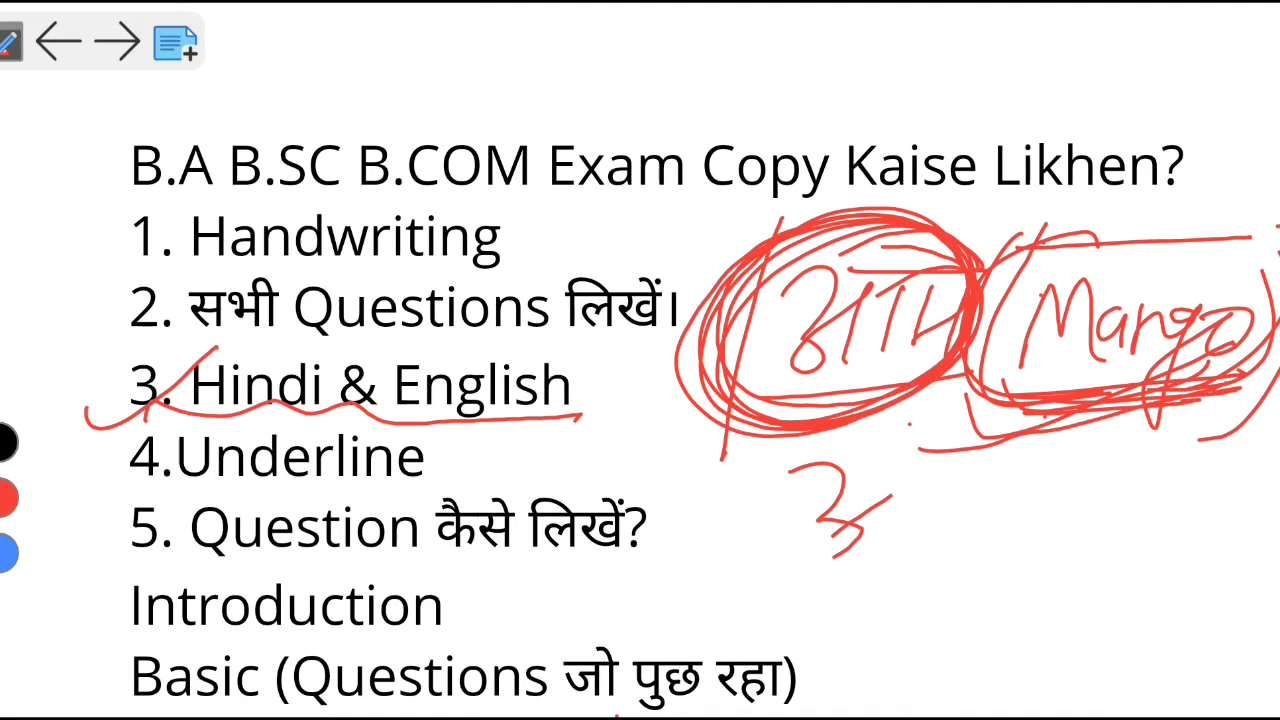 B.A B.SC B.COM Exam Copy Kaise Likhen?
1. Handwriting
2. सभी Questions लिखें।
आम (Mango)
3. Hindi & English
4.Underline
5. Question कैसे लिखें?
Introduction
Basic (Questions जो पुछ रहा)